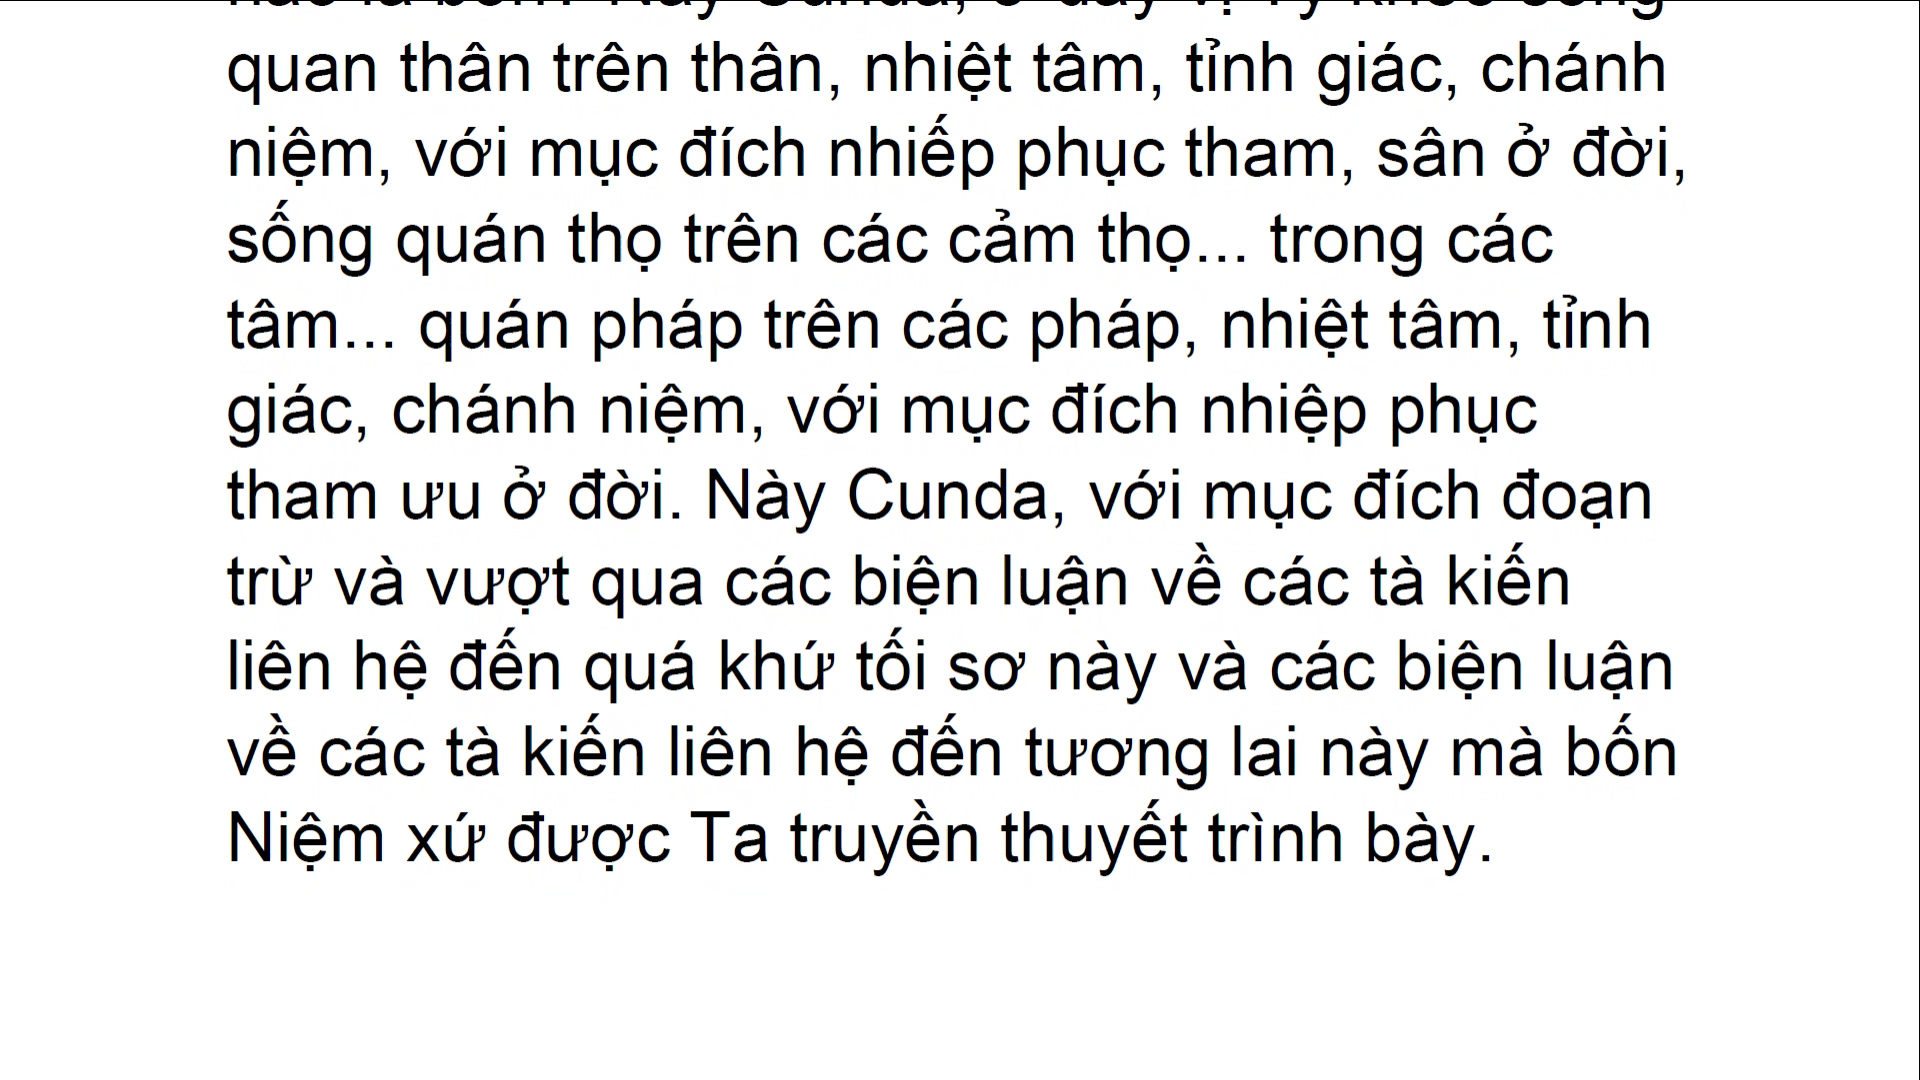 quan thân trên thân, nhiệt tâm, tỉnh giác, chánh
niệm, với mục đích nhiếp phục tham, sân ở đời,
sống quán thọ trên các cảm thọ... trong các
tâm... quán pháp trên các pháp, nhiệt tâm, tỉnh
giác, chánh niệm, với mục đích nhiệp phục
tham ưu ở đời. Này Cunda, với mục đích đoạn
trừ và vượt qua các biện luận về các tà kiến
liên hệ đến quá khứ tối sơ này và các biện luận
về các tà kiến liên hệ đến tương lai này mà bốn
Niệm xứ được Ta truyền thuyết trình bày.